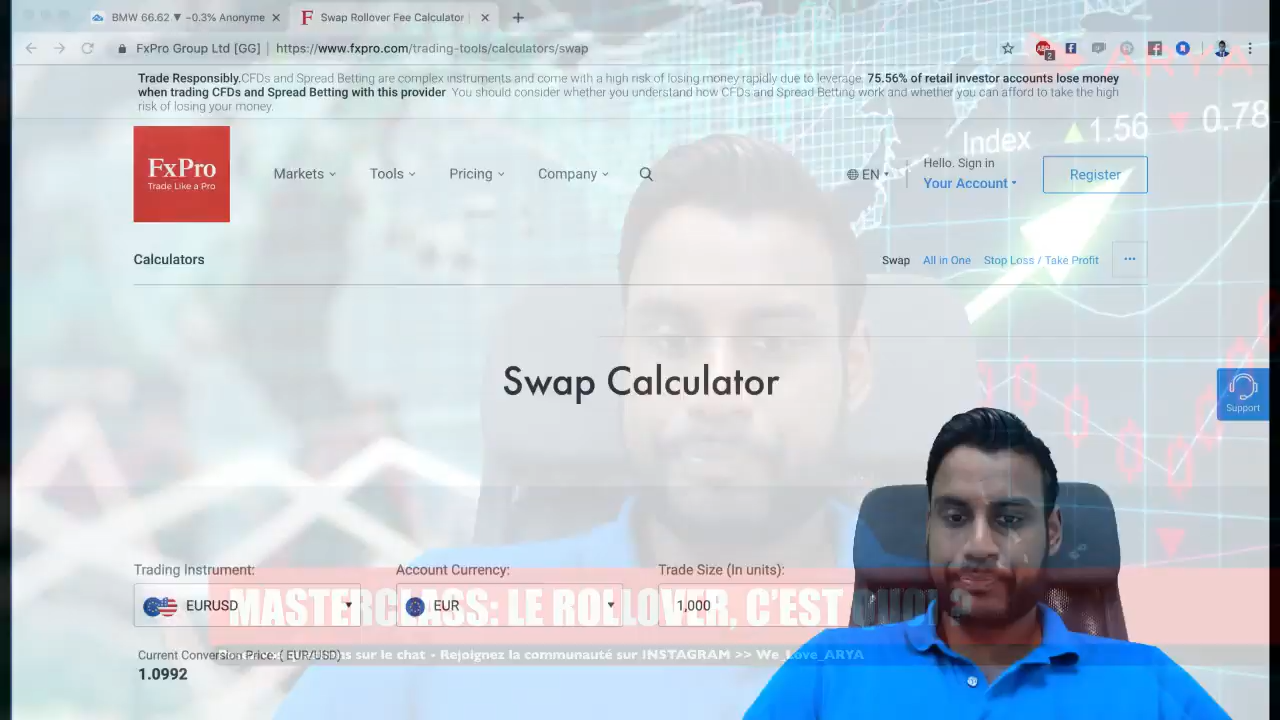 BMW 66.62 ▼ −0.3% Anonyme
Swap Rollover Fee Calculator
FxPro Group Ltd [GG] | https://www.fxpro.com/trading-tools/calculators/swap
ABP
2
Trade Responsibly.CFDs and Spread Betting are complex instruments and come with a high risk of losing money rapidly due to leverage. 75.56% of retail investor accounts lose money
when trading CFDs and Spread Betting with this provider You should consider whether you understand how CFDs and Spread Betting work and whether you can afford to take the high
risk of losing your money.
ARYA
Index ▲1.56 ▼ 0.78
FxPro
Trade Like a Pro
Markets
Tools
Pricing
Company
EN
Hello. Sign in
Your Account
Register
Calculators
Swap
All in One
Stop Loss / Take Profit
Swap Calculator
Support
Trading Instrument:
Account Currency:
Trade Size (In units):
EURUSD
EUR
1,000
MASTERCLASS: LE ROLLOVER, C'EST QUOI ?
sur le chat - Rejoignez la communauté sur INSTAGRAM >> We_Love_ARYA
Current Conversion Price: ( EUR/USD)
1.0992